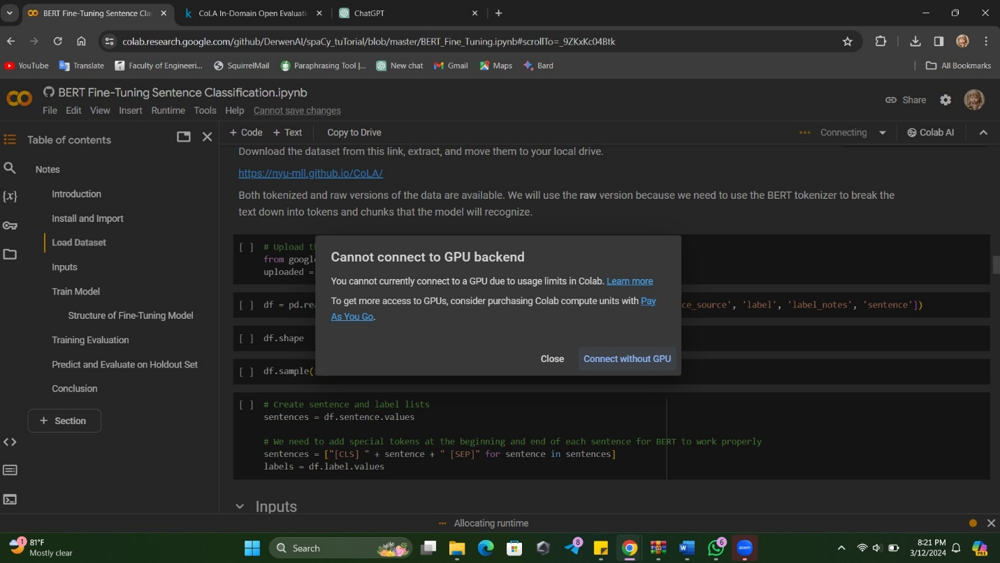 BERT Fine-Tuning Sentence Clas
CoLA In-Domain Open Evaluatio
ChatGPT
colab.research.google.com/github/DerwenAI/spaCy_tuTorial/blob/master/BERT_Fine_Tuning.ipynb#scrollTo=_9ZKxKc04Btk
YouTube
Translate
Faculty of Engineeri...
SquirrelMail
Paraphrasing Tool |...
New chat
Gmail
Maps
Bard
All Bookmarks
BERT Fine-Tuning Sentence Classification.ipynb
File Edit View Insert Runtime Tools Help Cannot save changes
Share
Table of contents
+ Code + Text
Copy to Drive
Connecting
Colab AI
Notes
Introduction
Install and Import
Load Dataset
Inputs
Train Model
Structure of Fine-Tuning Model
Training Evaluation
Predict and Evaluate on Holdout Set
Conclusion
+ Section
Download the dataset from this link, extract, and move them to your local drive.
https://nyu-mll.github.io/CoLA/
Both tokenized and raw versions of the data are available. We will use the raw version because we need to use the BERT tokenizer to break the
text down into tokens and chunks that the model will recognize.
[ ] # Upload t
from googl
uploaded =
[ ] df = pd.rea
ce_source', 'label', 'label_notes', 'sentence'])
[ ] df.shape
[ ] df.sample(
Cannot connect to GPU backend
You cannot currently connect to a GPU due to usage limits in Colab. Learn more
To get more access to GPUs, consider purchasing Colab compute units with Pay
As You Go.
Close
Connect without GPU
[ ] # Create sentence and label lists
sentences = df.sentence.values
# We need to add special tokens at the beginning and end of each sentence for BERT to work properly
sentences = ["[CLS] " + sentence + " [SEP]" for sentence in sentences]
labels = df.label.values
Inputs
Allocating runtime
1
81°F
Mostly clear
Search
8
6
zoom
8:21 PM
3/12/2024
PRE